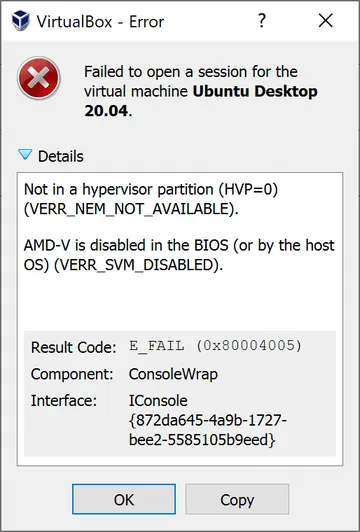 VirtualBox - Error
?
Failed to open a session for the
virtual machine Ubuntu Desktop
20.04.
Details
Not in a hypervisor partition (HVP=0)
(VERR_NEM_NOT_AVAILABLE).
AMD-V is disabled in the BIOS (or by the host
OS) (VERR_SVM_DISABLED).
Result Code: E_FAIL (0x80004005)
Component: ConsoleWrap
Interface: IConsole
{872da645-4a9b-1727-
bee2-5585105b9eed}
OK Copy